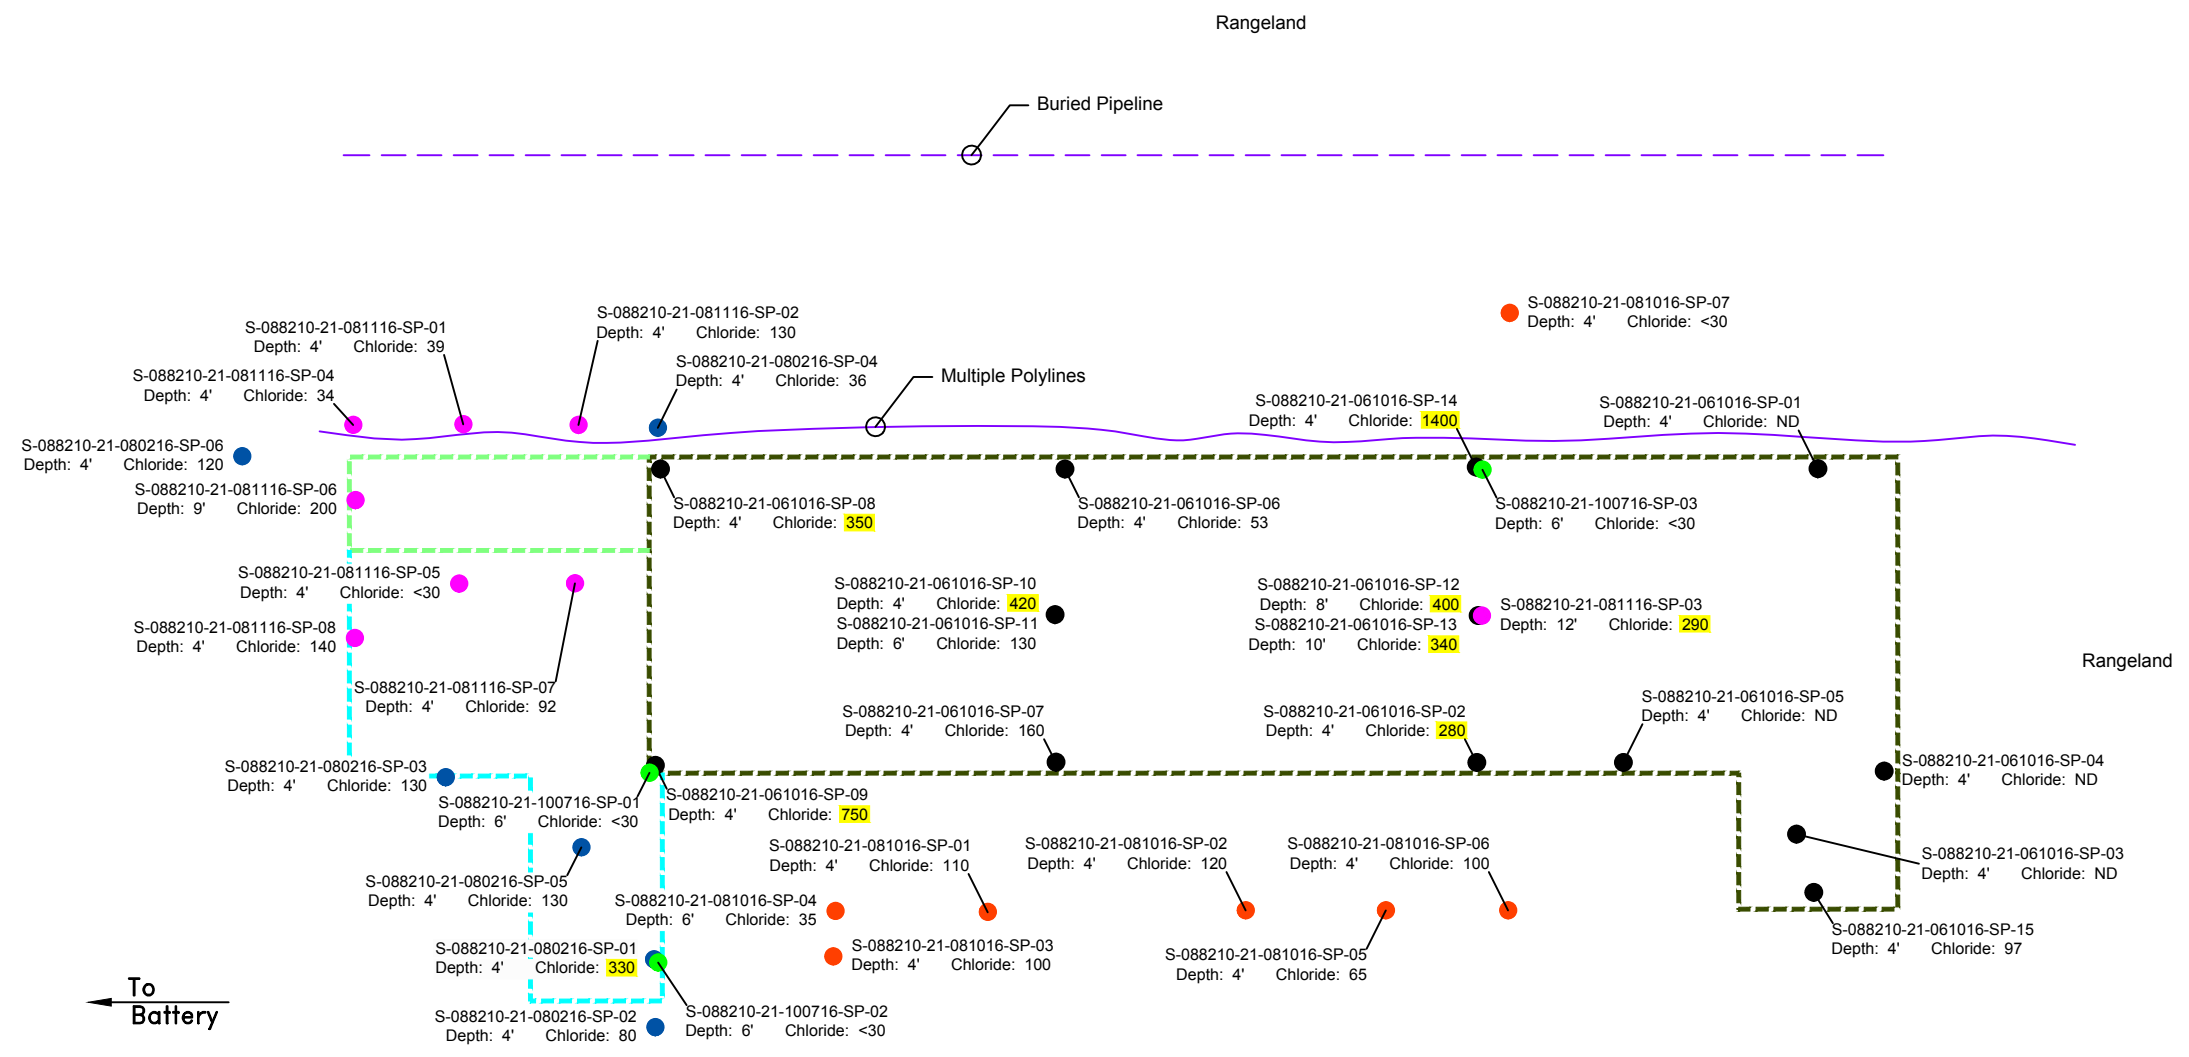 Rangeland
Buried Pipeline
S-088210-21-081016-SP-07
Depth: 4' Chloride: <30
S-088210-21-081116-SP-02
Depth: 4' Chloride: 130
S-088210-21-081116-SP-01
Depth: 4' Chloride: 39
S-088210-21-080216-SP-04
Depth: 4' Chloride: 36
S-088210-21-081116-SP-04
Depth: 4' Chloride: 34
Multiple Polylines
S-088210-21-061016-SP-14
Depth: 4' Chloride: 1400
S-088210-21-061016-SP-01
Depth: 4' Chloride: ND
S-088210-21-080216-SP-06
Depth: 4' Chloride: 120
S-088210-21-081116-SP-06
Depth: 9' Chloride: 200
S-088210-21-061016-SP-08
Depth: 4' Chloride: 350
S-088210-21-061016-SP-06
Depth: 4' Chloride: 53
S-088210-21-100716-SP-03
Depth: 6' Chloride: <30
S-088210-21-081116-SP-05
Depth: 4' Chloride: <30
S-088210-21-061016-SP-10
Depth: 4' Chloride: 420
S-088210-21-061016-SP-11
Depth: 6' Chloride: 130
S-088210-21-061016-SP-12
Depth: 8' Chloride: 400
S-088210-21-061016-SP-13
Depth: 10' Chloride: 340
S-088210-21-081116-SP-03
Depth: 12' Chloride: 290
S-088210-21-081116-SP-08
Depth: 4' Chloride: 140
Rangeland
S-088210-21-081116-SP-07
Depth: 4' Chloride: 92
S-088210-21-061016-SP-07
Depth: 4' Chloride: 160
S-088210-21-061016-SP-02
Depth: 4' Chloride: 280
S-088210-21-061016-SP-05
Depth: 4' Chloride: ND
S-088210-21-080216-SP-03
Depth: 4' Chloride: 130
S-088210-21-061016-SP-04
Depth: 4' Chloride: ND
S-088210-21-100716-SP-01
Depth: 6' Chloride: <30
S-088210-21-061016-SP-09
Depth: 4' Chloride: 750
S-088210-21-081016-SP-01
Depth: 4' Chloride: 110
S-088210-21-081016-SP-02
Depth: 4' Chloride: 120
S-088210-21-081016-SP-06
Depth: 4' Chloride: 100
S-088210-21-061016-SP-03
Depth: 4' Chloride: ND
S-088210-21-080216-SP-05
Depth: 4' Chloride: 130
S-088210-21-081016-SP-04
Depth: 6' Chloride: 35
S-088210-21-061016-SP-15
Depth: 4' Chloride: 97
S-088210-21-080216-SP-01
Depth: 4' Chloride: 330
S-088210-21-081016-SP-03
Depth: 4' Chloride: 100
S-088210-21-081016-SP-05
Depth: 4' Chloride: 65
To
Battery
S-088210-21-080216-SP-02
Depth: 4' Chloride: 80
S-088210-21-100716-SP-02
Depth: 6' Chloride: <30